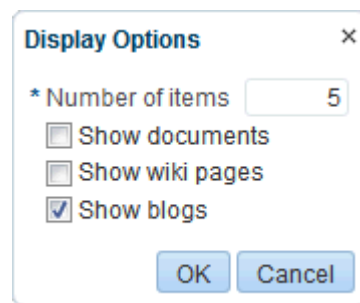 Display Options ×
* Number of items 5
Show documents
Show wiki pages
Show blogs
OK Cancel